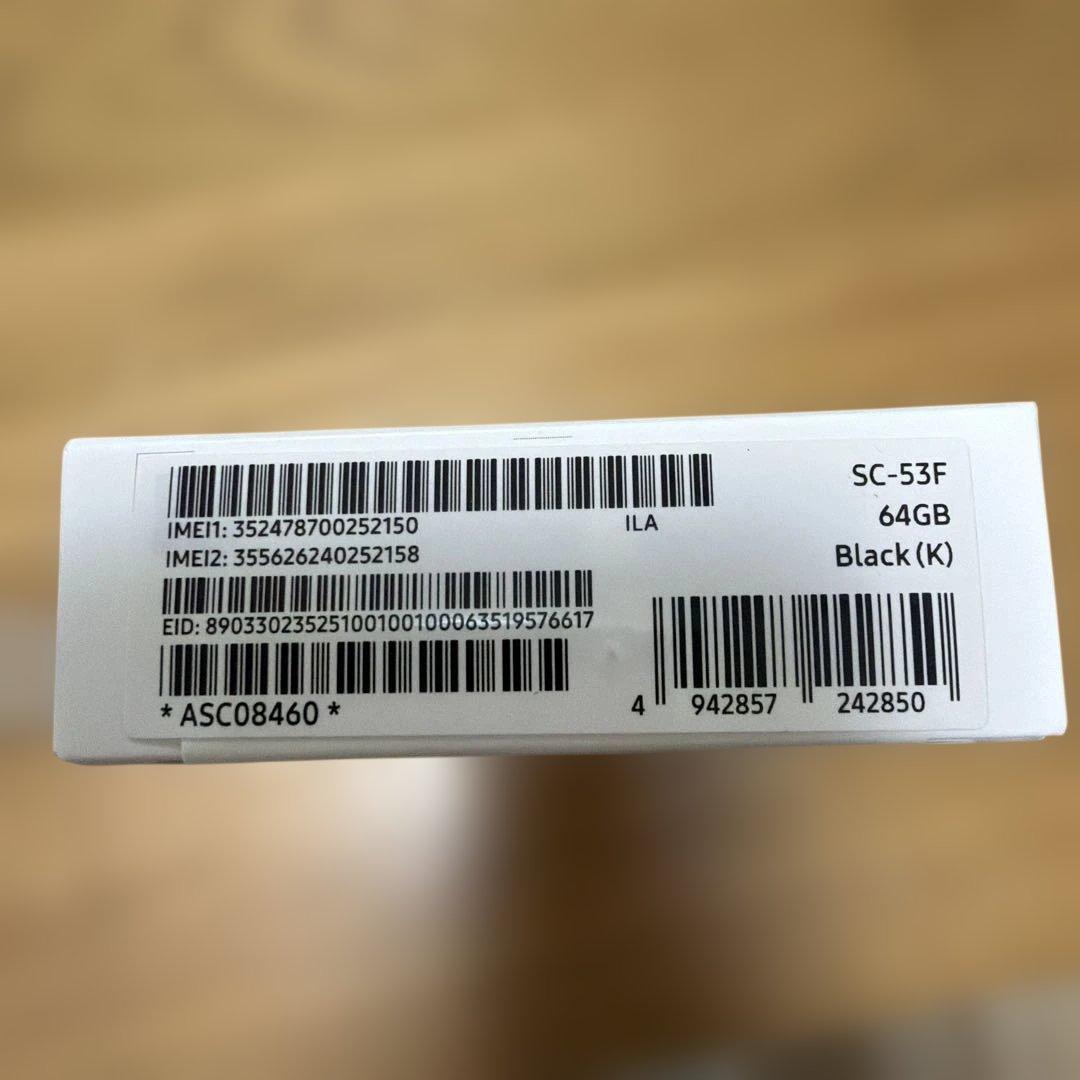 IMEI1: 352478700252150
ILA
IMEI2: 355626240252158
EID: 89033023525100100100063519576617
* ASC08460 *
SC-53F
64GB
Black (K)
4 942857 242850